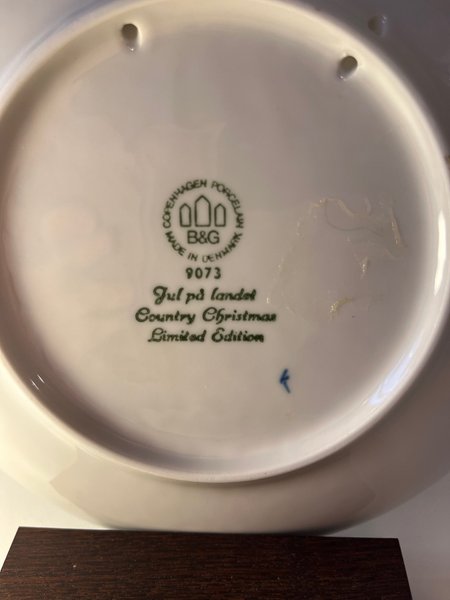 COPENHAGEN PORCELAIN
B&G
MADE IN DENMARK
9073
Jul på landet
Country Christmas
Limited Edition